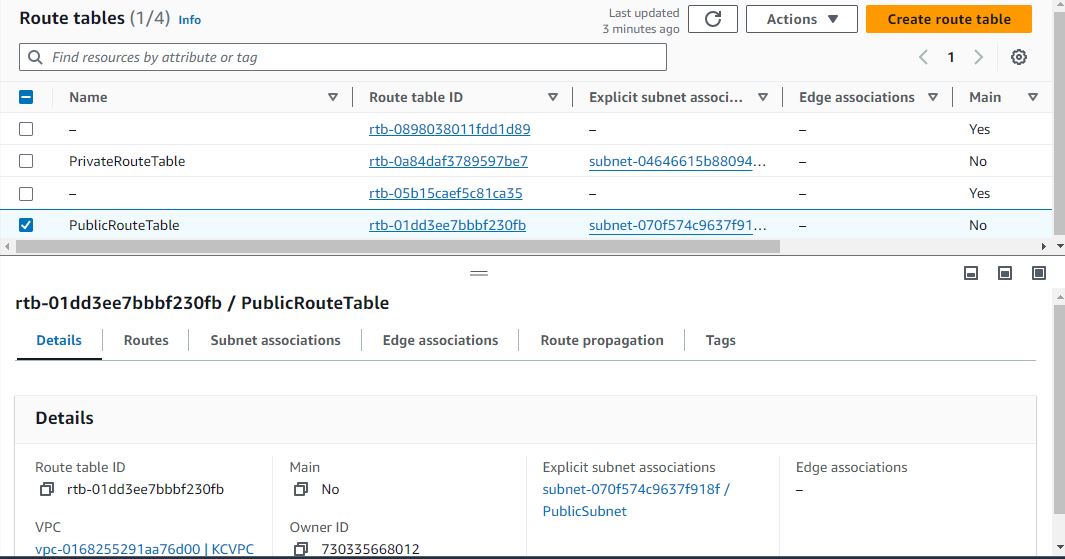 Route tables (1/4) Info
Last updated
3 minutes ago
Actions
Create route table
Find resources by attribute or tag
1
Name Route table ID Explicit subnet associ... Edge associations Main
– rtb-0898038011fdd1d89 – – Yes
PrivateRouteTable rtb-0a84daf3789597be7 subnet-04646615b88094... – No
– rtb-05b15caef5c81ca35 – – Yes
PublicRouteTable rtb-01dd3ee7bbbf230fb subnet-070f574c9637f91... – No
rtb-01dd3ee7bbbf230fb / PublicRouteTable
Details Routes Subnet associations Edge associations Route propagation Tags
Details
Route table ID
rtb-01dd3ee7bbbf230fb
Main
No
Explicit subnet associations
subnet-070f574c9637f918f /
PublicSubnet
Edge associations
–
VPC
vpc-0168255291aa76d00 | KCVPC
Owner ID
730335668012